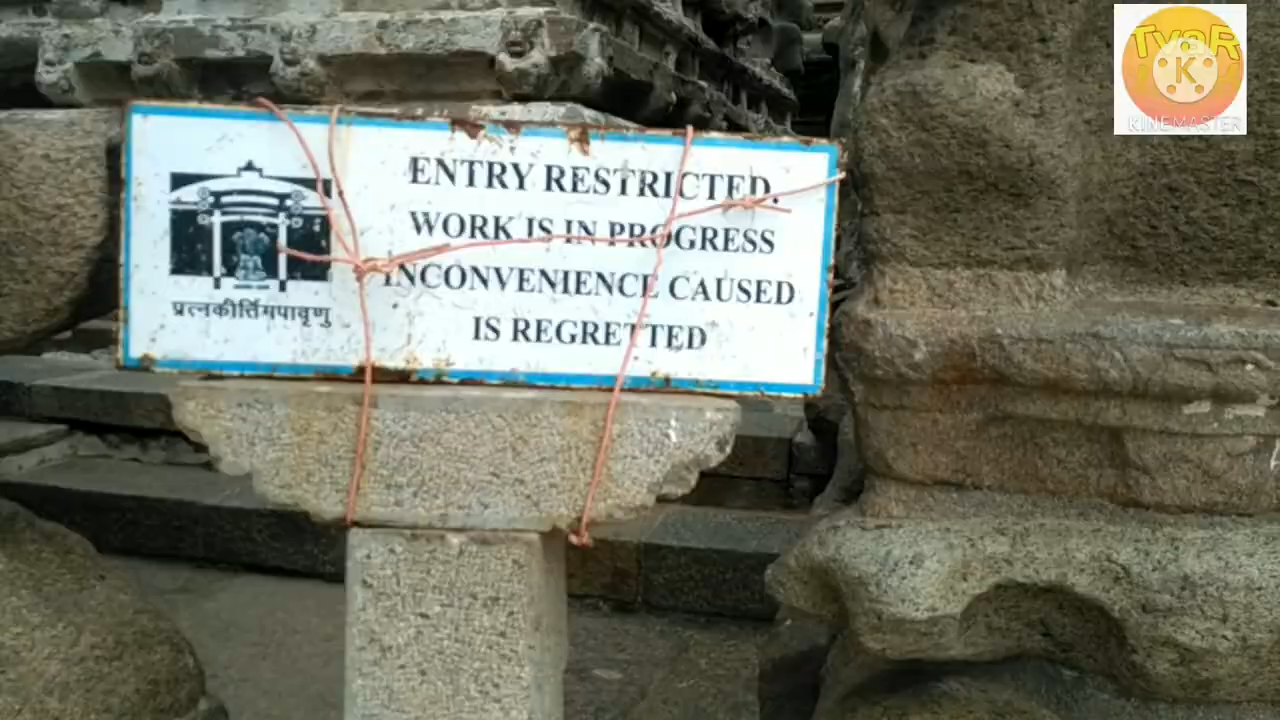 ENTRY RESTRICTED.
WORK IS IN PROGRESS
INCONVENIENCE CAUSED
IS REGRETTED
प्रत्नकीर्तिमपावृणु
TVAR
K
KINEMASTER